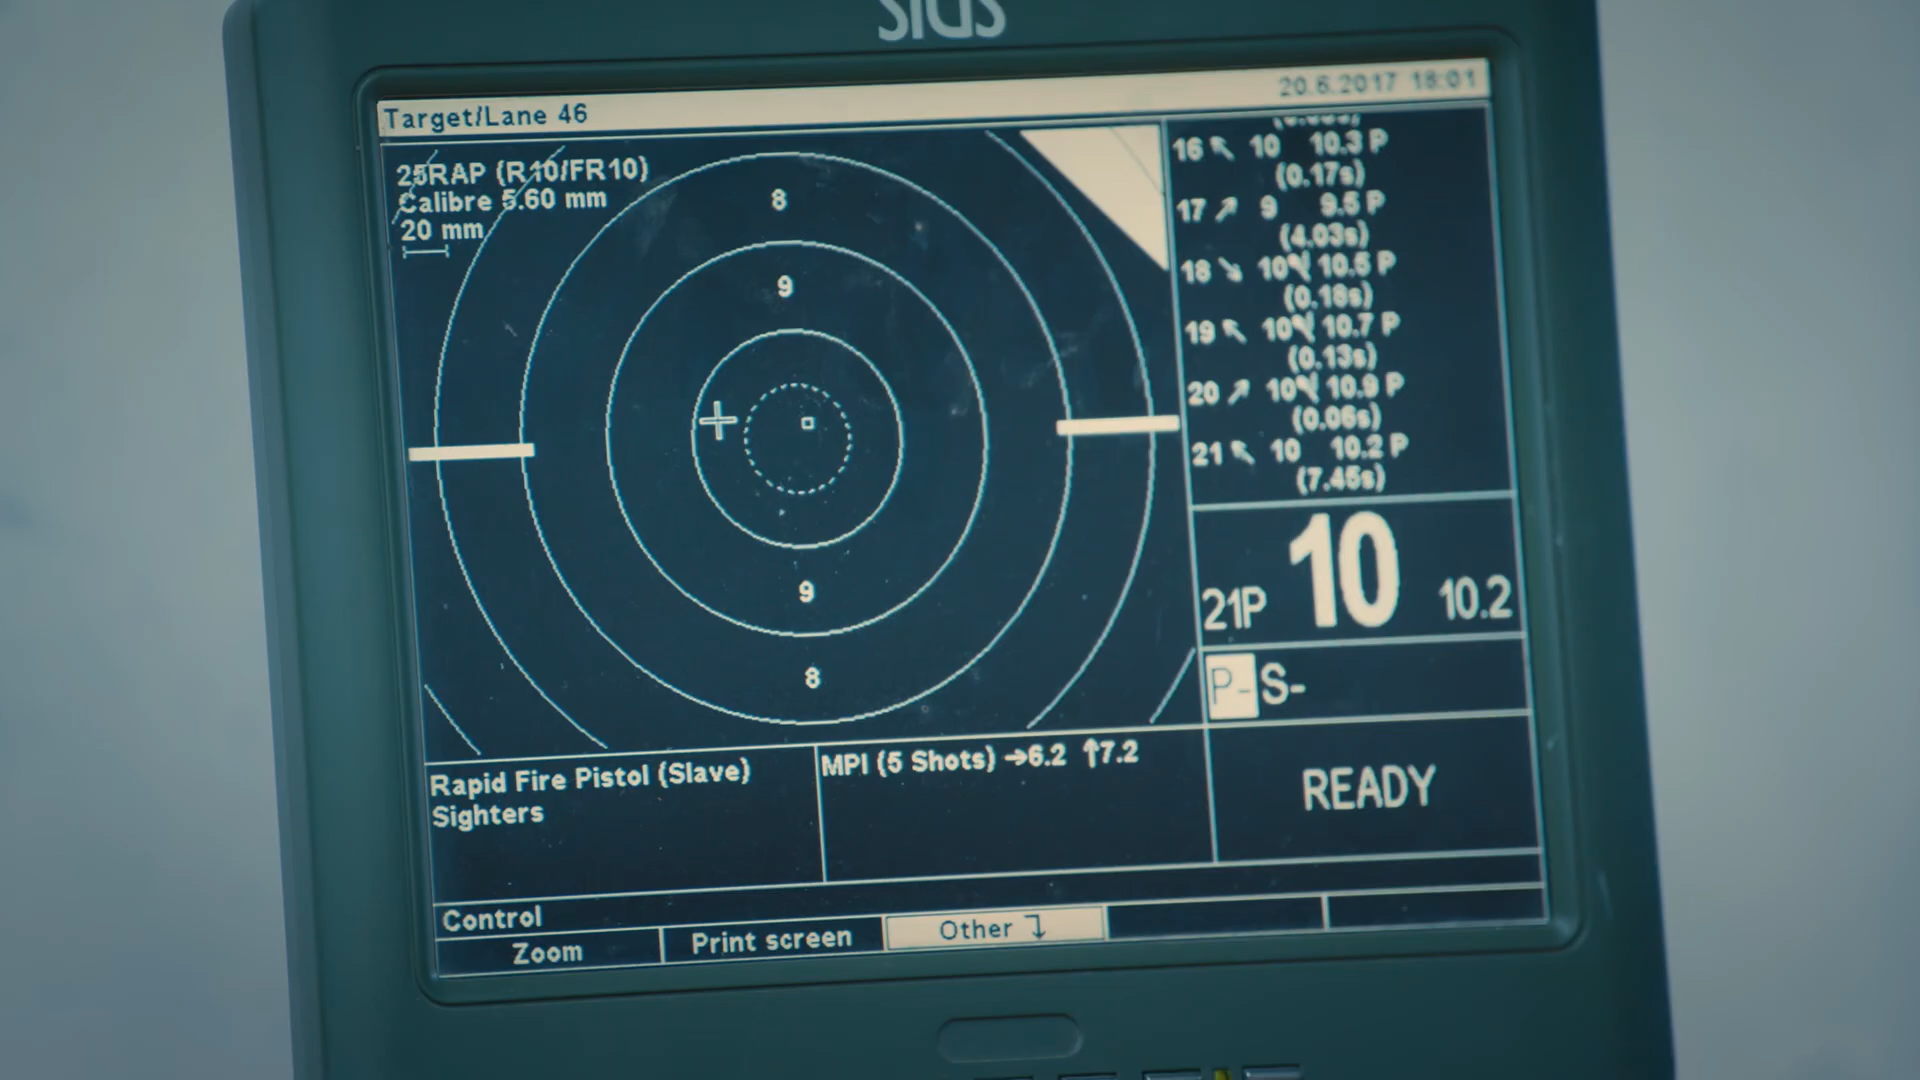 SIUS
Target/Lane 46
20.6.2017 18:01
25RAP (R10/FR10)
Calibre 5.60 mm
20 mm
8
9
9
8
16 ↖ 10 10.3 P
(0.17s)
17 ↗ 9 9.5 P
(4.03s)
18 ↘ 10 10.5 P
(0.18s)
19 ↖ 10 10.7 P
(0.13s)
20 ↗ 10 10.9 P
(0.06s)
21 ↖ 10 10.2 P
(7.45s)
21P 10 10.2
P- S-
Rapid Fire Pistol (Slave)
Sighters
MPI (5 Shots) →6.2 ↑7.2
READY
Control
Zoom
Print screen
Other ↴